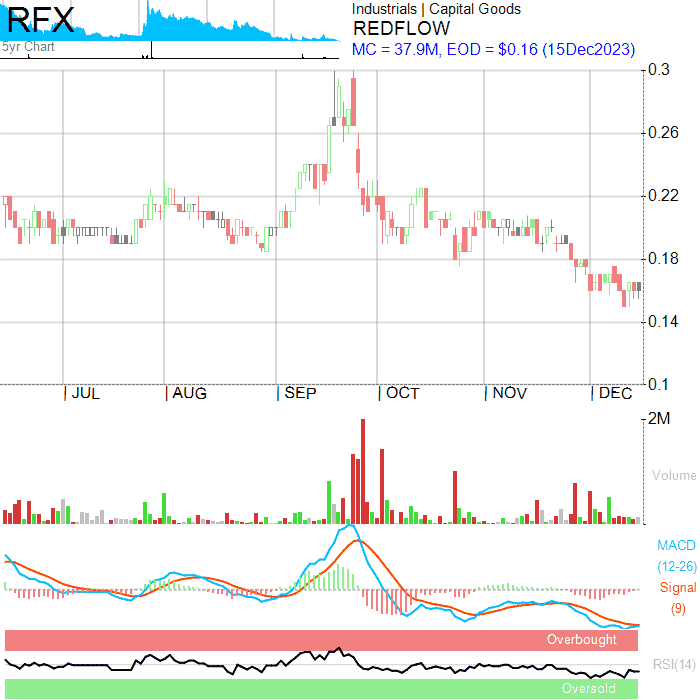 RFX
5yr Chart
Industrials | Capital Goods
REDFLOW
MC = 37.9M, EOD = $0.16 (15Dec2023)
0.3
0.26
0.22
0.18
0.14
0.1
JUL AUG SEP OCT NOV DEC
2M
Volume
MACD
(12-26)
Signal
(9)
Overbought
RSI(14)
Oversold